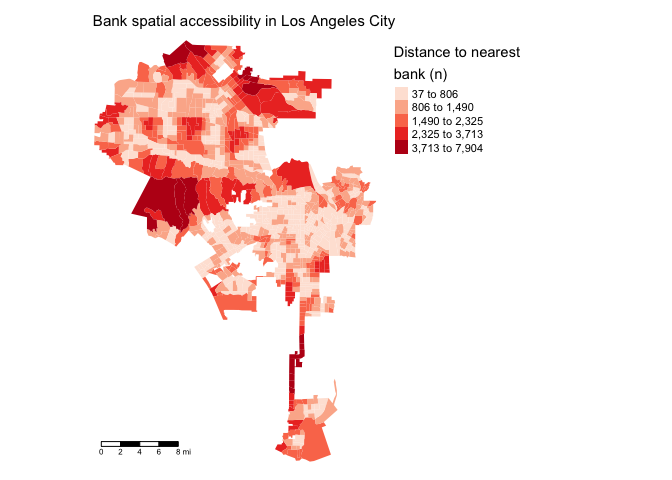 Bank spatial accessibility in Los Angeles City
Distance to nearest
bank (n)
37 to 806
806 to 1,490
1,490 to 2,325
2,325 to 3,713
3,713 to 7,904
0 2 4 6 8 mi